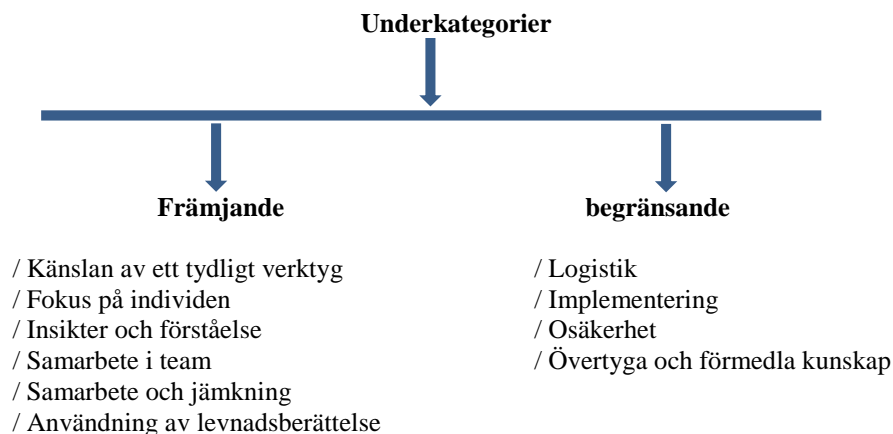 Underkategorier
Främjande
/ Känslan av ett tydligt verktyg
/ Fokus på individen
/ Insikter och förståelse
/ Samarbete i team
/ Samarbete och jämkning
/ Användning av levnadsberättelse
begränsande
/ Logistik
/ Implementering
/ Osäkerhet
/ Övertyga och förmedla kunskap